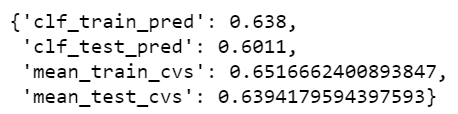 {'clf_train_pred': 0.638,
'clf_test_pred': 0.6011,
'mean_train_cvs': 0.6516662400893847,
'mean_test_cvs': 0.6394179594397593}